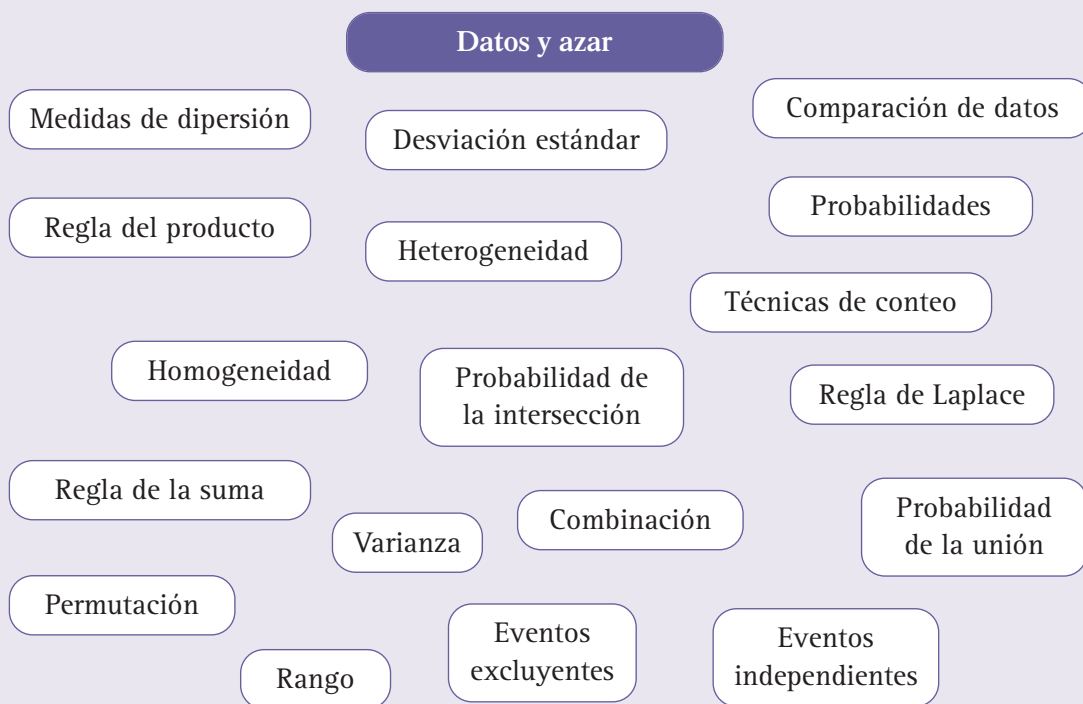 Datos y azar
Medidas de dipersión
Desviación estándar
Comparación de datos
Regla del producto
Heterogeneidad
Probabilidades
Técnicas de conteo
Homogeneidad
Probabilidad de
la intersección
Regla de Laplace
Regla de la suma
Varianza
Combinación
Probabilidad
de la unión
Permutación
Rango
Eventos
excluyentes
Eventos
independientes